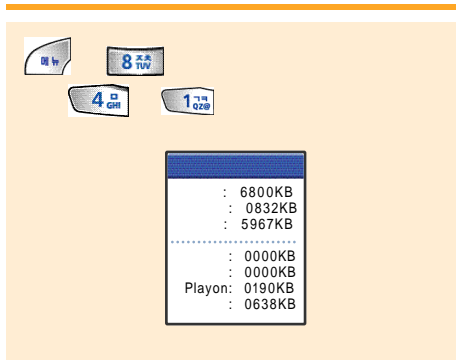 메뉴 8 ㅈㅊ TUV
4 ㅁ GHI 1 ㄱㅋ QZ@
: 6800KB
: 0832KB
: 5967KB
: 0000KB
: 0000KB
Playon: 0190KB
: 0638KB